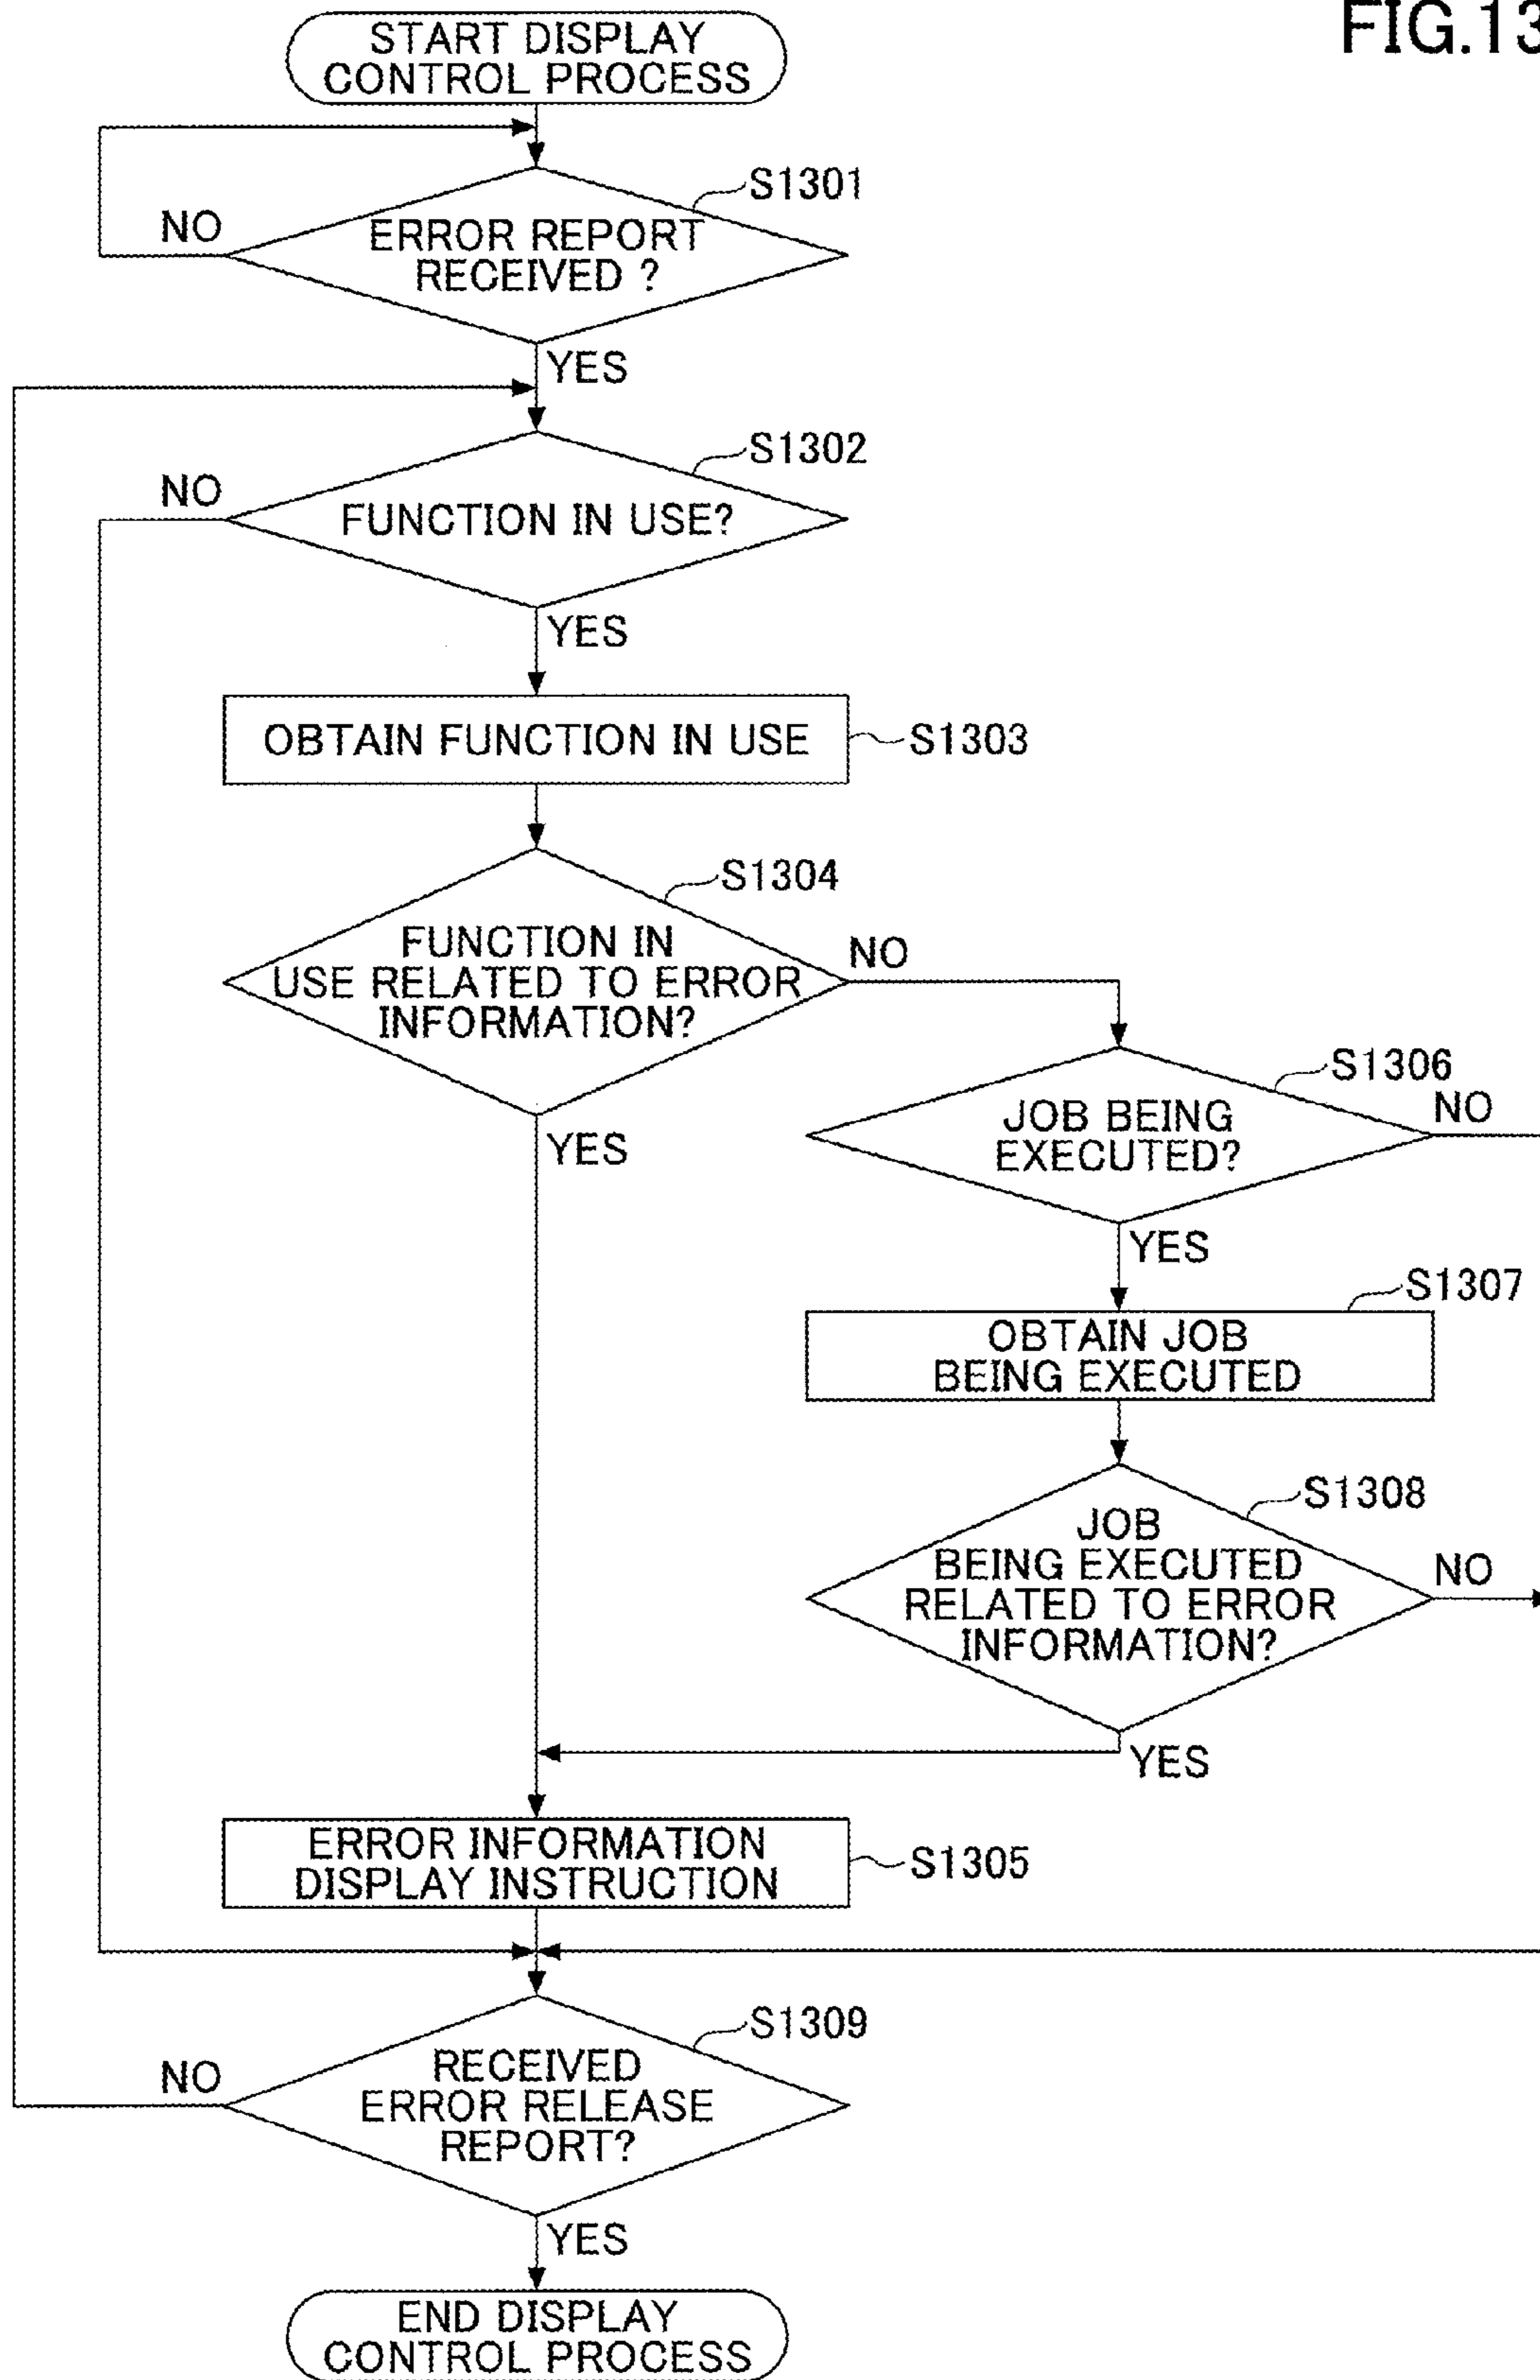 FIG.13
START DISPLAY
CONTROL PROCESS
S1301
NO
ERROR REPORT
RECEIVED ?
YES
S1302
NO
FUNCTION IN USE?
YES
OBTAIN FUNCTION IN USE
S1303
S1304
FUNCTION IN
USE RELATED TO ERROR
INFORMATION?
NO
YES
S1306
JOB BEING
EXECUTED?
NO
YES
S1307
OBTAIN JOB
BEING EXECUTED
S1308
JOB
BEING EXECUTED
RELATED TO ERROR
INFORMATION?
NO
YES
ERROR INFORMATION
DISPLAY INSTRUCTION
S1305
S1309
NO
RECEIVED
ERROR RELEASE
REPORT?
YES
END DISPLAY
CONTROL PROCESS